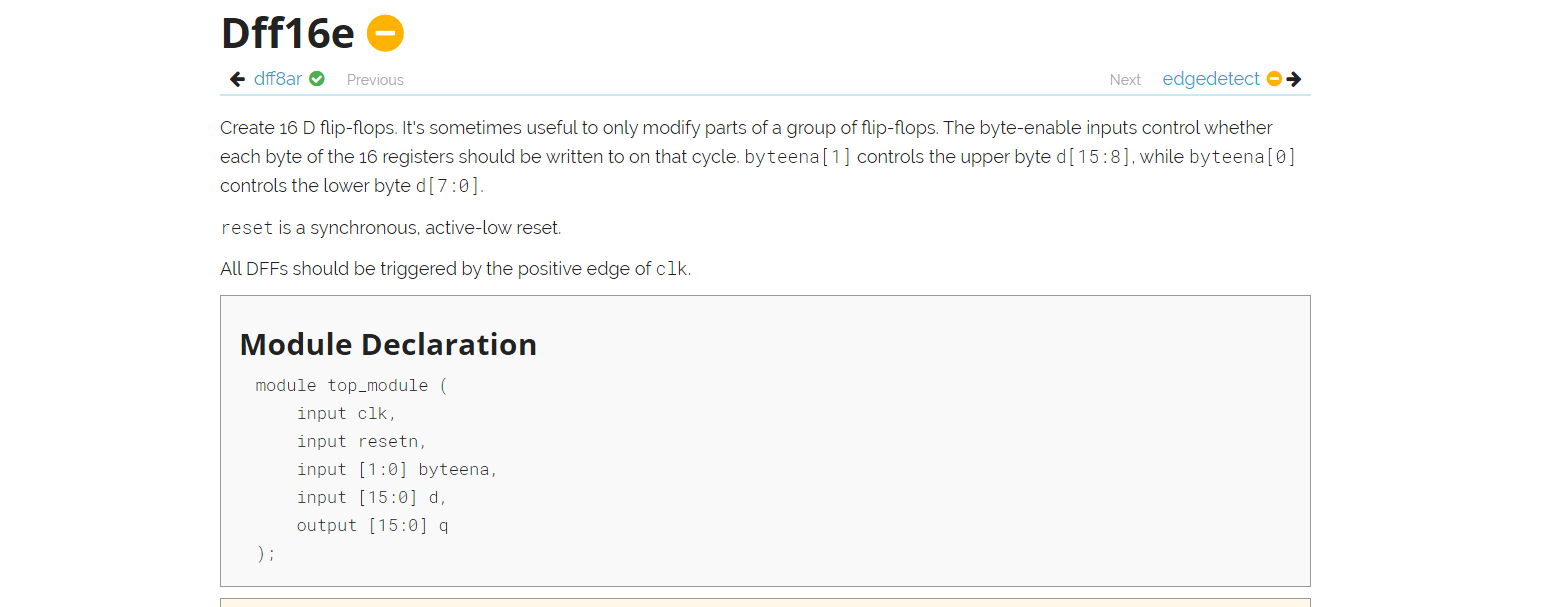 Dff16e
dff8ar Previous Next edgedetect
Create 16 D flip-flops. It's sometimes useful to only modify parts of a group of flip-flops. The byte-enable inputs control whether
each byte of the 16 registers should be written to on that cycle. byteena[1] controls the upper byte d[15:8], while byteena[0]
controls the lower byte d[7:0].
reset is a synchronous, active-low reset.
All DFFs should be triggered by the positive edge of clk.
Module Declaration
module top_module (
    input clk,
    input resetn,
    input [1:0] byteena,
    input [15:0] d,
    output [15:0] q
);